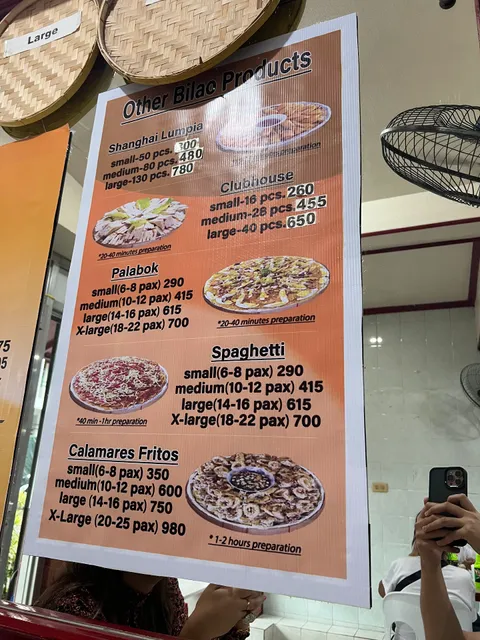 Large
Other Bilao Products
Shanghai Lumpia
small-50 pcs. 300
medium-80 pcs. 480
large-130 pcs. 780
preparation
Clubhouse
small-16 pcs. 260
medium-28 pcs. 455
large-40 pcs. 650
*20-40 minutes preparation
Palabok
small(6-8 pax) 290
medium(10-12 pax) 415
large(14-16 pax) 615
X-large(18-22 pax) 700
*20-40 minutes preparation
Spaghetti
small(6-8 pax) 290
medium(10-12 pax) 415
large(14-16 pax) 615
X-large(18-22 pax) 700
*40 min -1hr preparation
Calamares Fritos
small(6-8 pax) 350
medium(10-12 pax) 600
large (14-16 pax) 750
X-Large (20-25 pax) 980
* 1-2 hours preparation